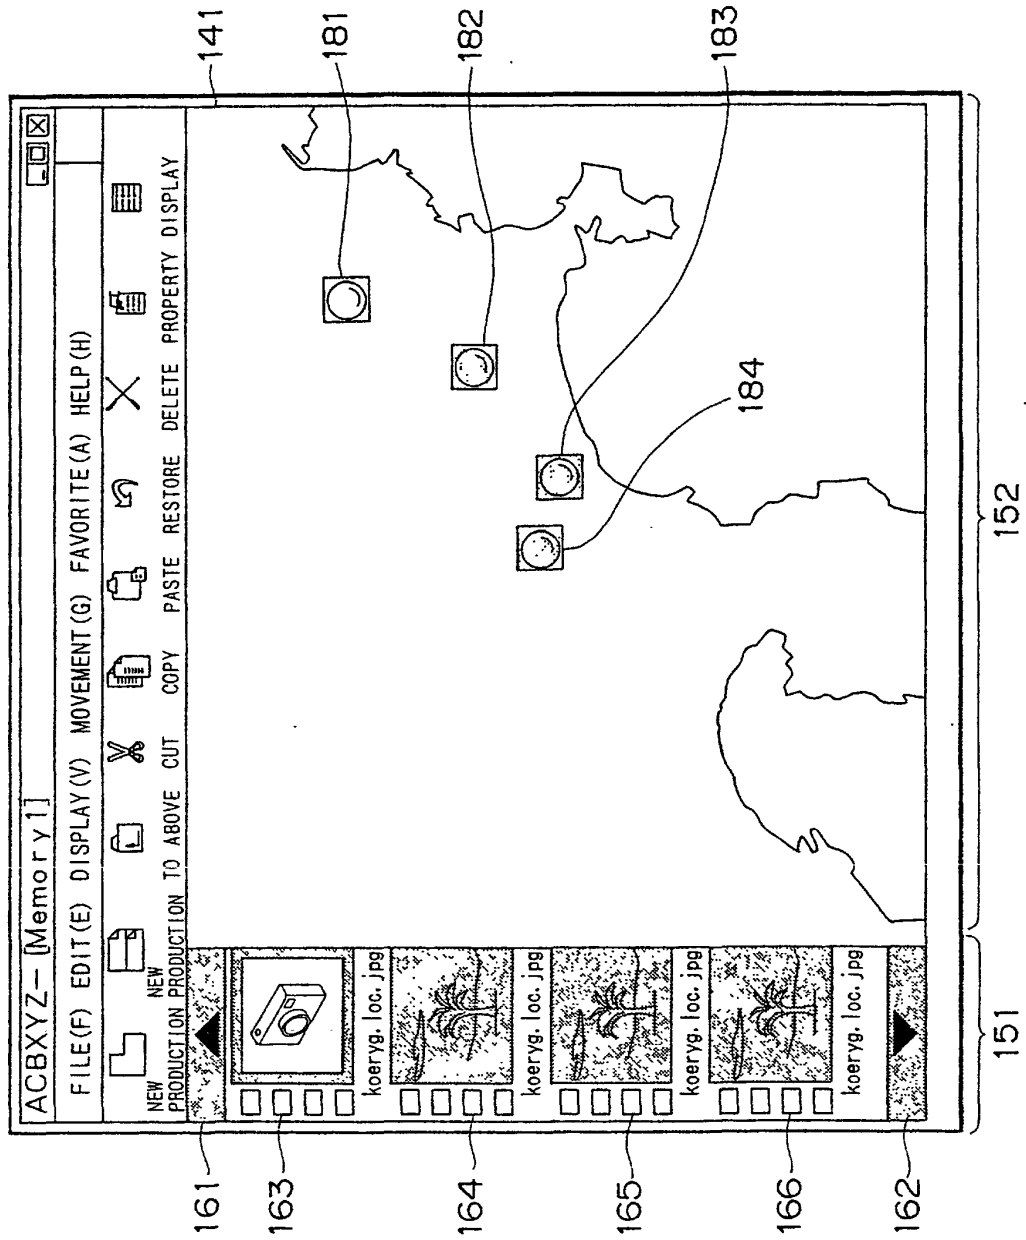 ACBXYZ—[Memory1]
FILE(F) EDIT(E) DISPLAY(V) MOVEMENT(G) FAVORITE(A) HELP(H)
NEW PRODUCTION
NEW PRODUCTION
TO ABOVE
CUT
COPY
PASTE
RESTORE
DELETE
PROPERTY
DISPLAY
koeryg.loc.jpg
koeryg.loc.jpg
koeryg.loc.jpg
koeryg.loc.jpg
161
163
164
165
166
162
141
181
182
183
184
151
152